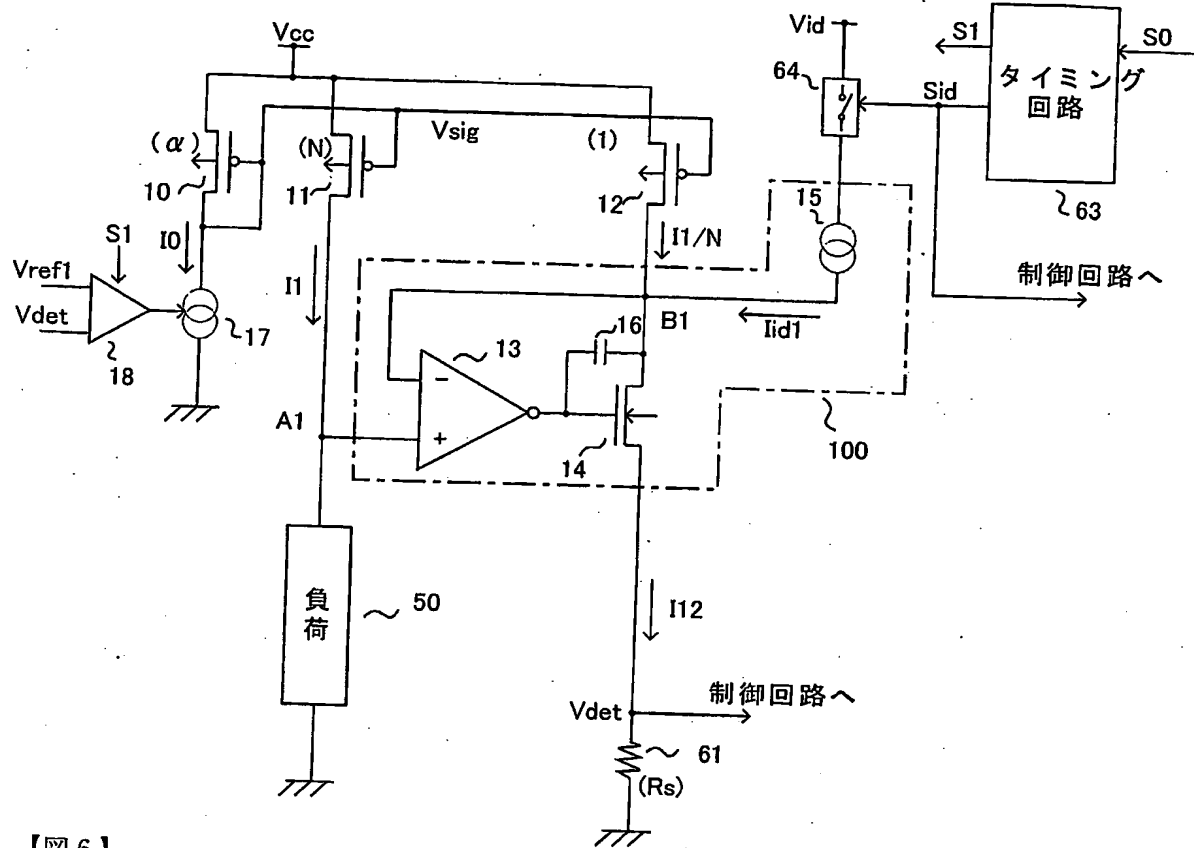 Vcc
Vid
S1
S0
64
Sid
タイミング
回路
63
(α)
10
(N)
11
Vsig
(1)
12
15
S1
I0
I1
I1/N
制御回路へ
Vref1
Vdet
18
17
B1
Iid1
16
13
−
+
A1
14
100
負荷
50
I12
制御回路へ
Vdet
61
(Rs)
【図6】